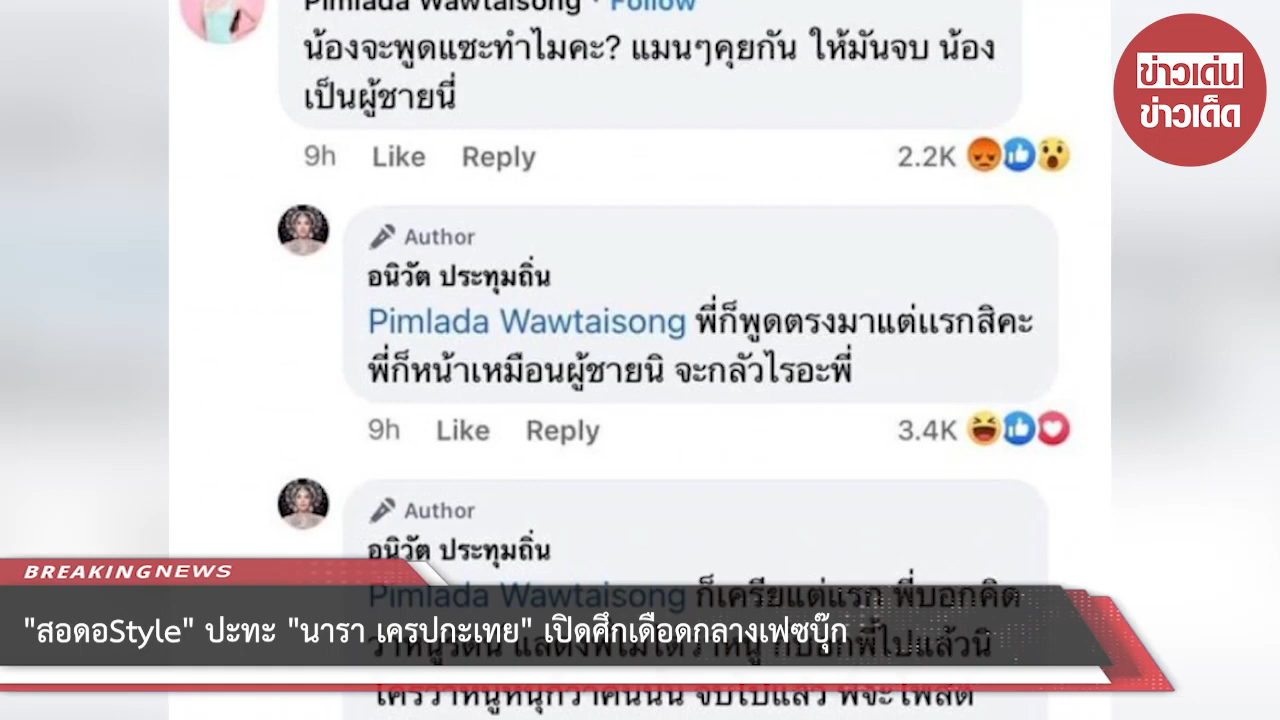 Pimlada Wawtaisong · Follow
น้องจะพูดแซะทำไมคะ? แมนๆคุยกัน ให้มันจบ น้อง
เป็นผู้ชายนี่
9h Like Reply 2.2K
ข่าวเด่น
ข่าวเด็ด
Author
อนิวัต ประทุมถิ่น
Pimlada Wawtaisong พี่ก็พูดตรงมาแต่แรกสิคะ
พี่ก็หน้าเหมือนผู้ชายนิ จะกลัวไรอะพี่
9h Like Reply 3.4K
Author
อนิวัต ประทุมถิ่น
Pimlada Wawtaisong ก็เครียแต่แรก พี่บอกคิด
BREAKING NEWS
"สอดอStyle" ปะทะ "นารา เครปกะเทย" เปิดศึกเดือดกลางเฟซบุ๊ก